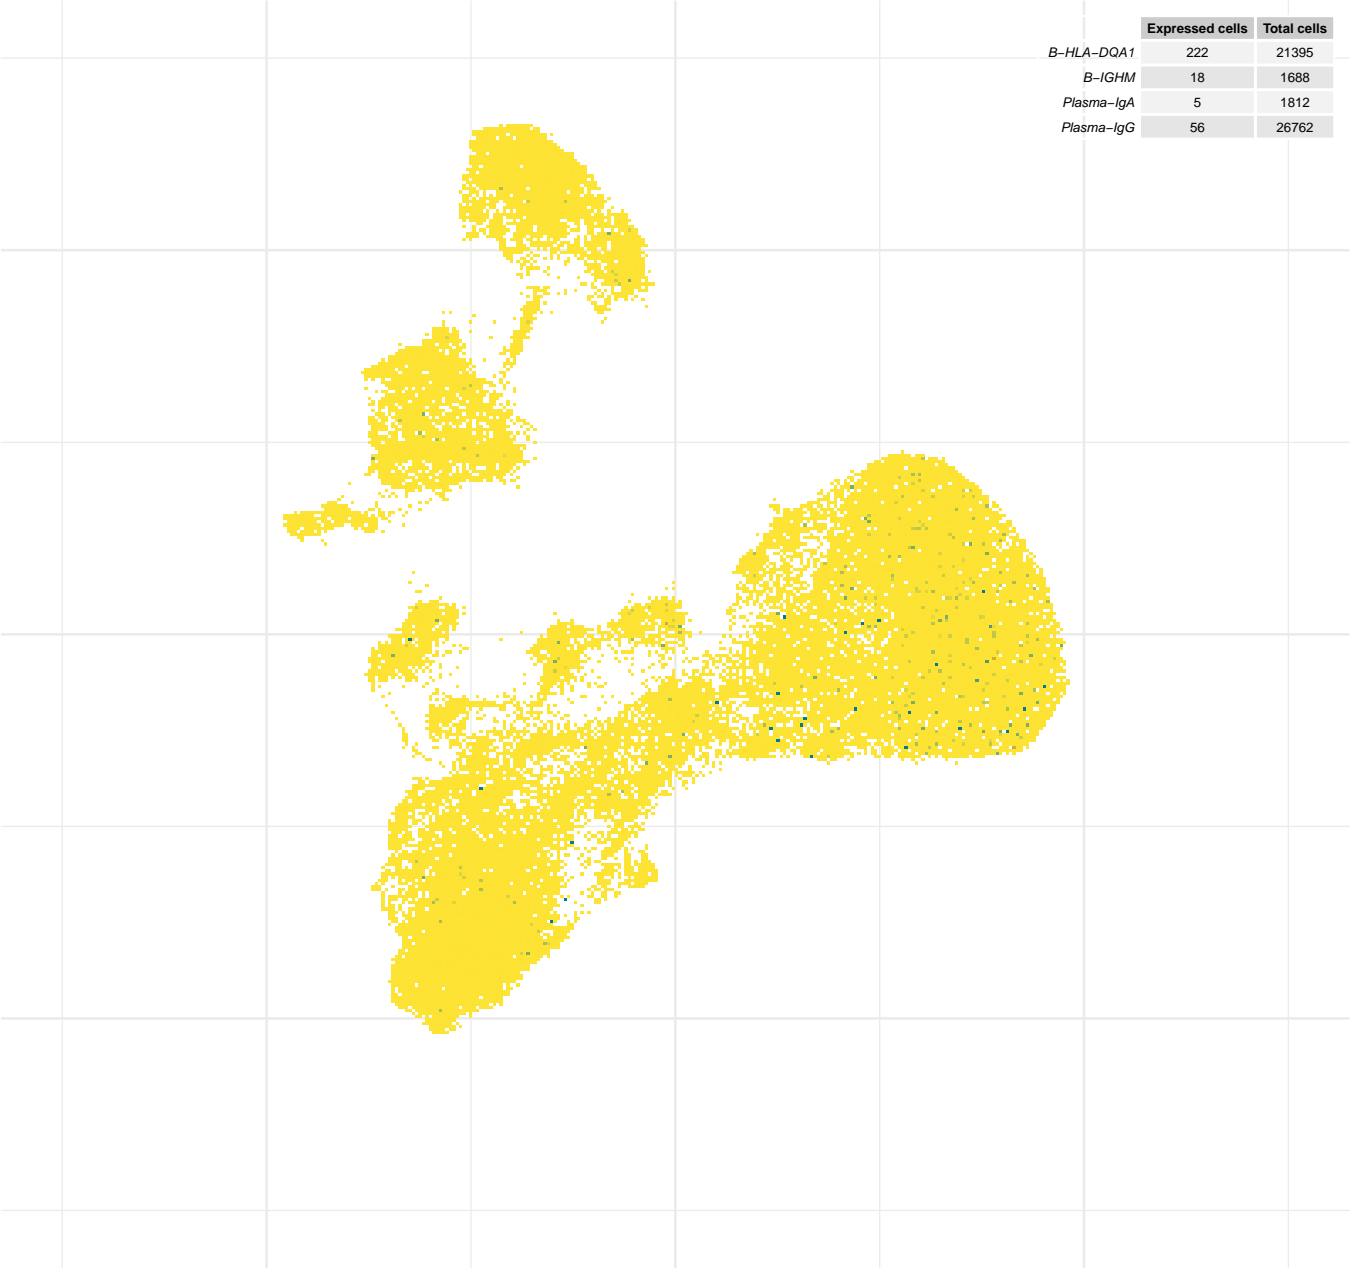 Expressed cells Total cells
B−HLA−DQA1 222 21395
B−IGHM 18 1688
Plasma−IgA 5 1812
Plasma−IgG 56 26762